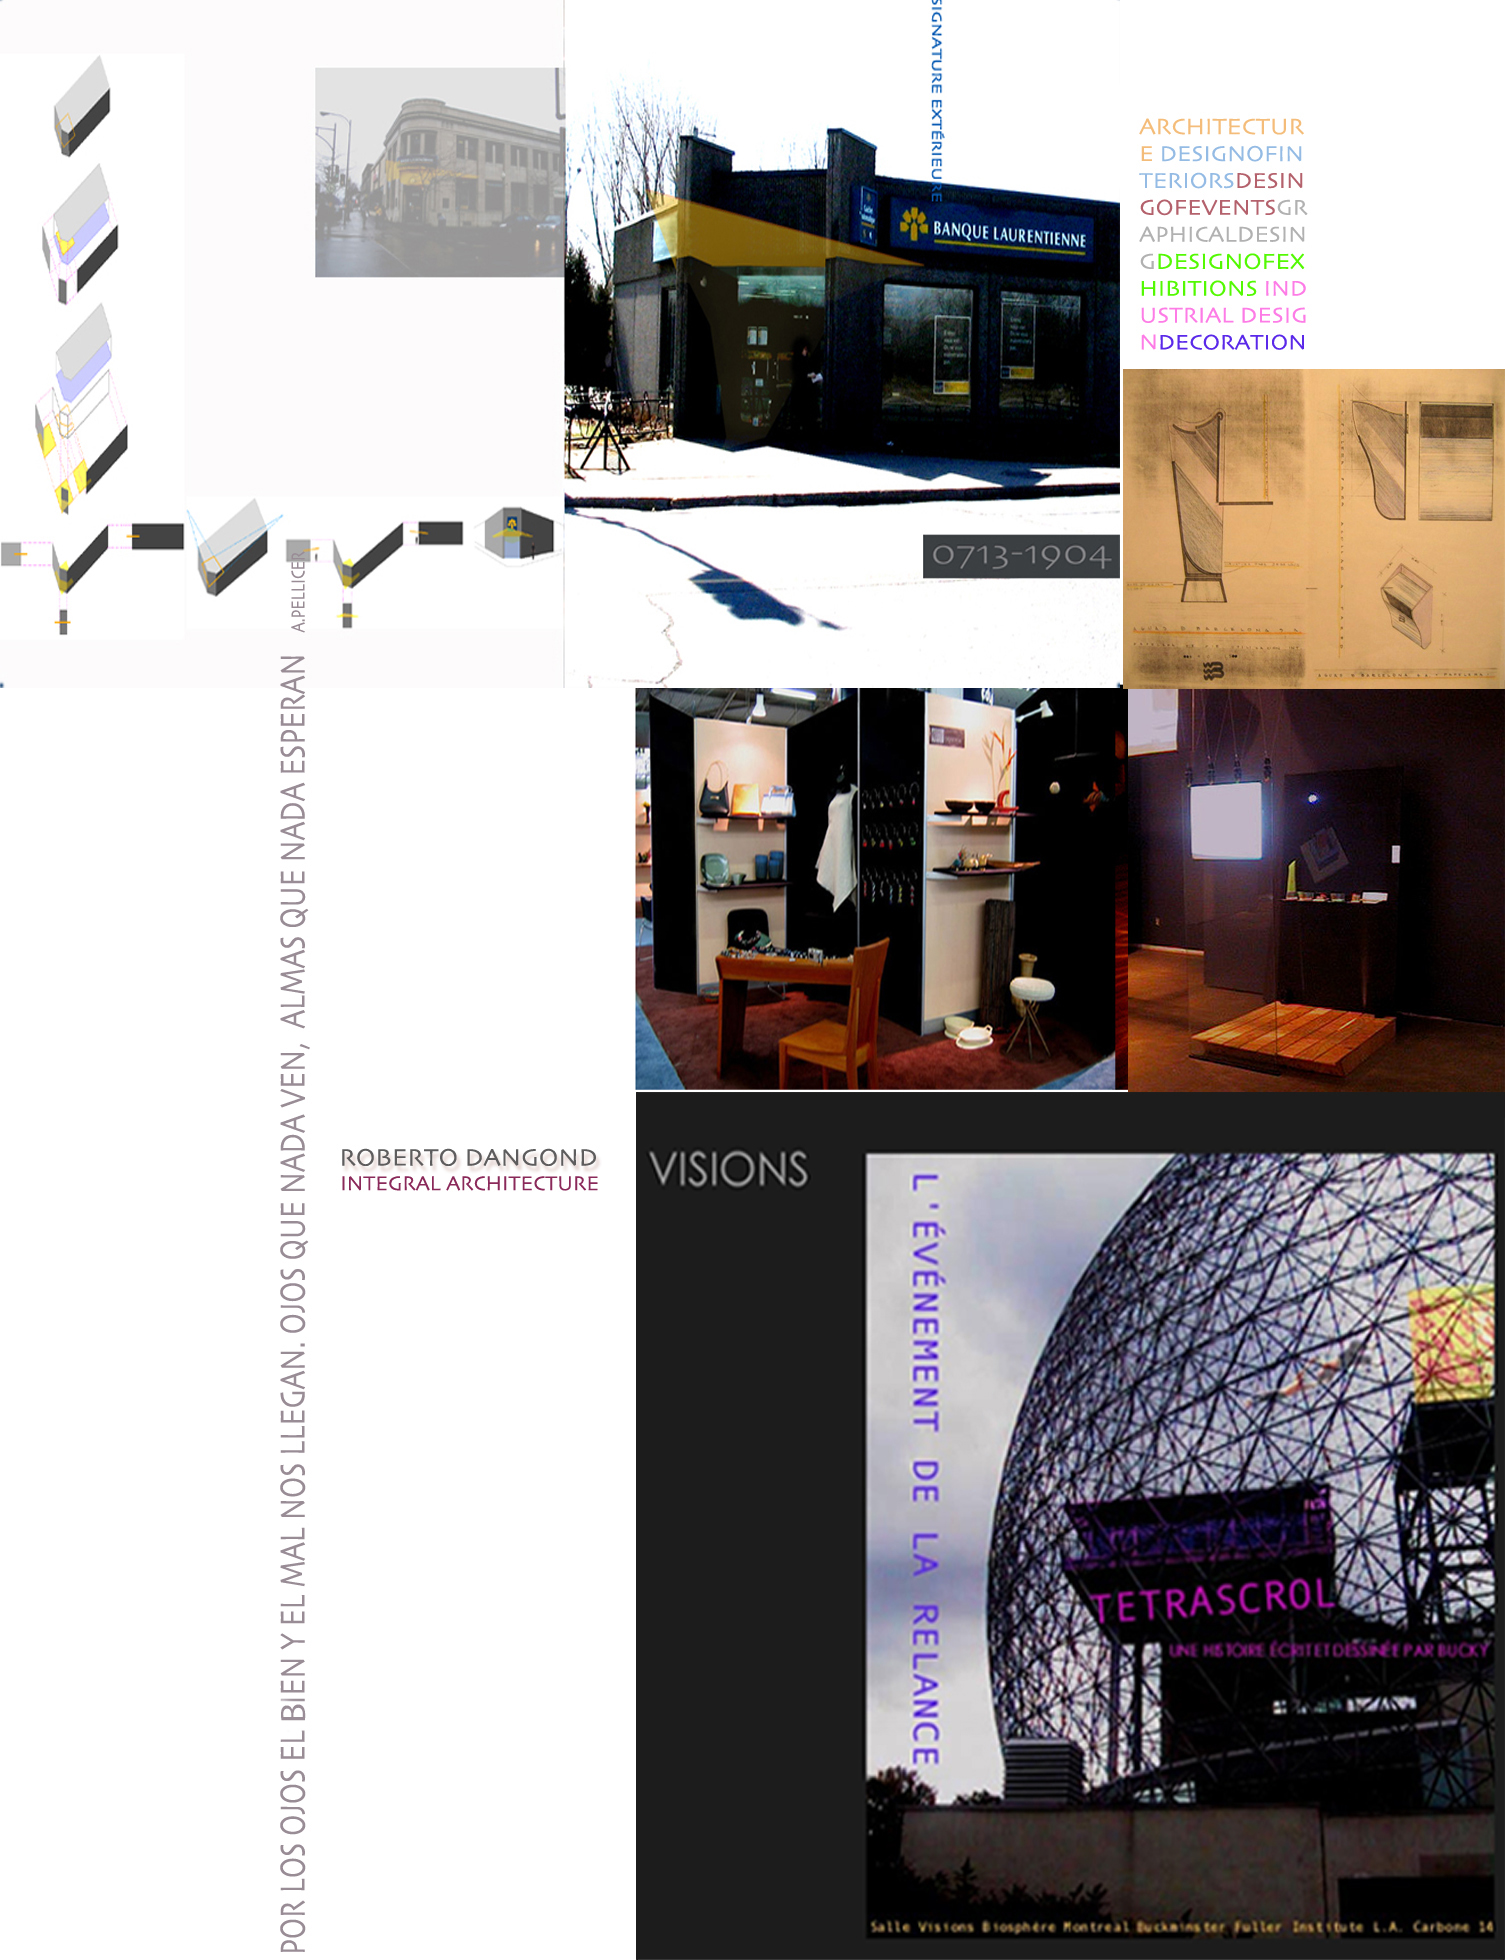 SIGNATURE EXTÉRIEURE
ARCHITECTUR
E DESIGNOFIN
TERIORSDESIN
GOFEVENTSGR
APHICALDESIN
GDESIGNOFEX
HIBITIONS IND
USTRIAL DESIG
NDECORATION
BANQUE LAURENTIENNE
0713-1904
A.PELLICER
POR LOS OJOS EL BIEN Y EL MAL NOS LLEGAN. OJOS QUE NADA VEN, ALMAS QUE NADA ESPERAN
ROBERTO DANGOND
INTEGRAL ARCHITECTURE
VISIONS
L'ÉVÉNEMENT DE LA RELANCE
TETRASCROL
UNE HISTOIRE ÉCRIT ET DESSINÉE PAR BUCKY
Salle Visions Biosphère Montreal Buckminster Fuller Institute L.A. Carbone 14